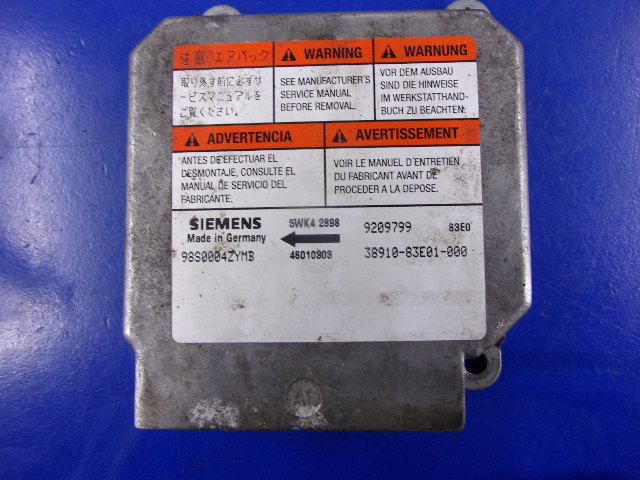 注意 エアバッグ
取り外す前に必ずサ
ービスマニュアルを
ご覧ください。
WARNING
SEE MANUFACTURER'S
SERVICE MANUAL
BEFORE REMOVAL.
WARNUNG
VOR DEM AUSBAU
SIND DIE HINWEISE
IM WERKSTATTHAND-
BUCH ZU BEACHTEN.
ADVERTENCIA
ANTES DE EFECTUAR EL
DESMONTAJE, CONSULTE EL
MANUAL DE SERVICIO DEL
FABRICANTE.
AVERTISSEMENT
VOIR LE MANUEL D'ENTRETIEN
DU FABRICANT AVANT DE
PROCEDER A LA DEPOSE.
SIEMENS 5WK4 2898 9209799 83E0
Made in Germany
98S0004ZYMB 45010303 38910-83E01-000